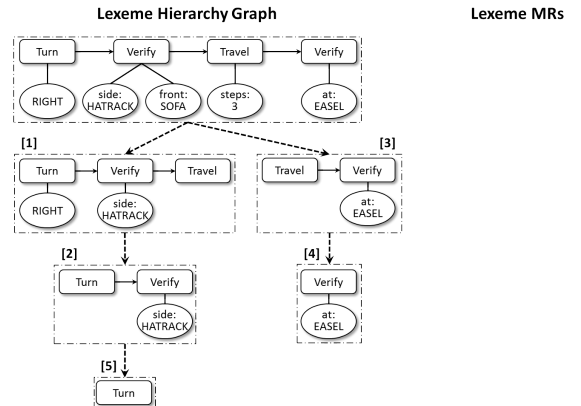 Lexeme Hierarchy Graph
Lexeme MRs
Turn Verify Travel Verify
RIGHT
side: HATRACK
front: SOFA
steps: 3
at: EASEL
[1]
Turn Verify Travel
RIGHT
side: HATRACK
[3]
Travel Verify
at: EASEL
[2]
Turn Verify
side: HATRACK
[4]
Verify
at: EASEL
[5]
Turn